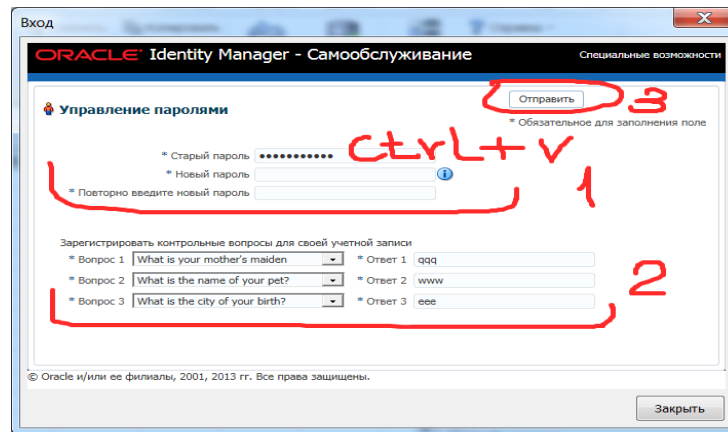 Вход
ORACLE Identity Manager - Самообслуживание Специальные возможности
Управление паролями
Отправить 3
* Обязательное для заполнения поле
* Старый пароль ●●●●●●●●●●● ctrl+v
* Новый пароль
* Повторно введите новый пароль
1
Зарегистрировать контрольные вопросы для своей учетной записи
* Вопрос 1 What is your mother's maiden * Ответ 1 qqq
* Вопрос 2 What is the name of your pet? * Ответ 2 www
* Вопрос 3 What is the city of your birth? * Ответ 3 eee
2
© Oracle и/или ее филиалы, 2001, 2013 гг. Все права защищены.
Закрыть